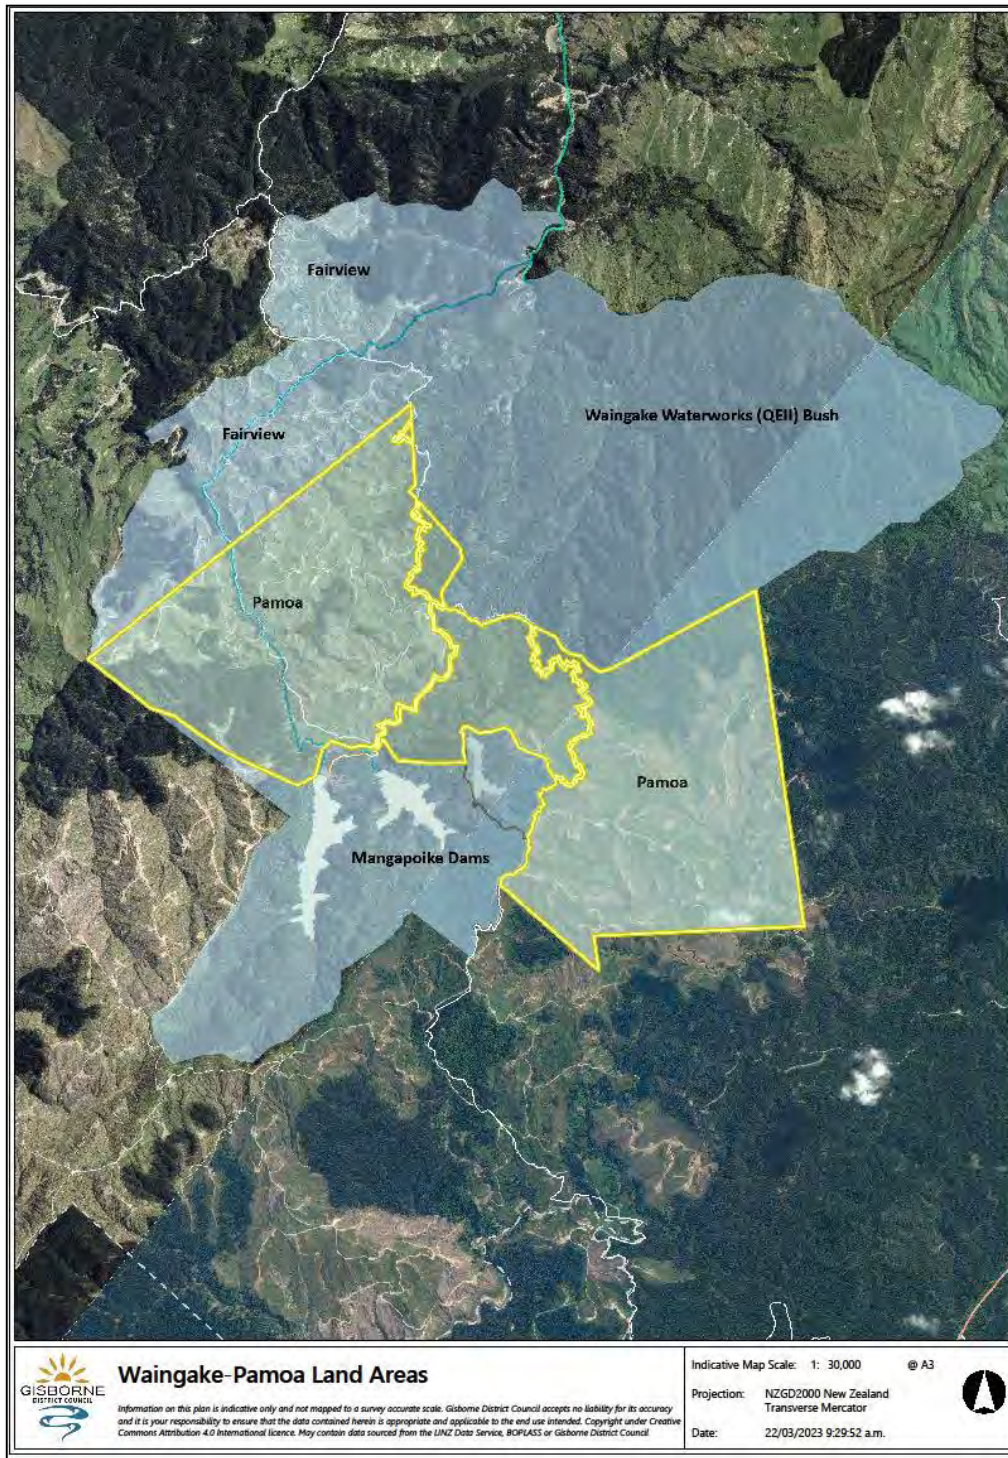 Fairview
Waingake Waterworks (QEII) Bush
Fairview
Pamoa
Pamoa
Mangapoike Dams
GISBORNE
DISTRICT COUNCIL
Waingake-Pamoa Land Areas
Information on this plan is indicative only and not mapped to a survey accurate scale. Gisborne District Council accepts no liability for its accuracy
and it is your responsibility to ensure that the data contained herein is appropriate and applicable to the end use intended. Copyright under Creative
Commons Attribution 4.0 International licence. May contain data sourced from the LINZ Data Service, BOPLASS or Gisborne District Council
Indicative Map Scale: 1: 30,000 @ A3
Projection: NZGD2000 New Zealand
Transverse Mercator
Date: 22/03/2023 9:29:52 a.m.